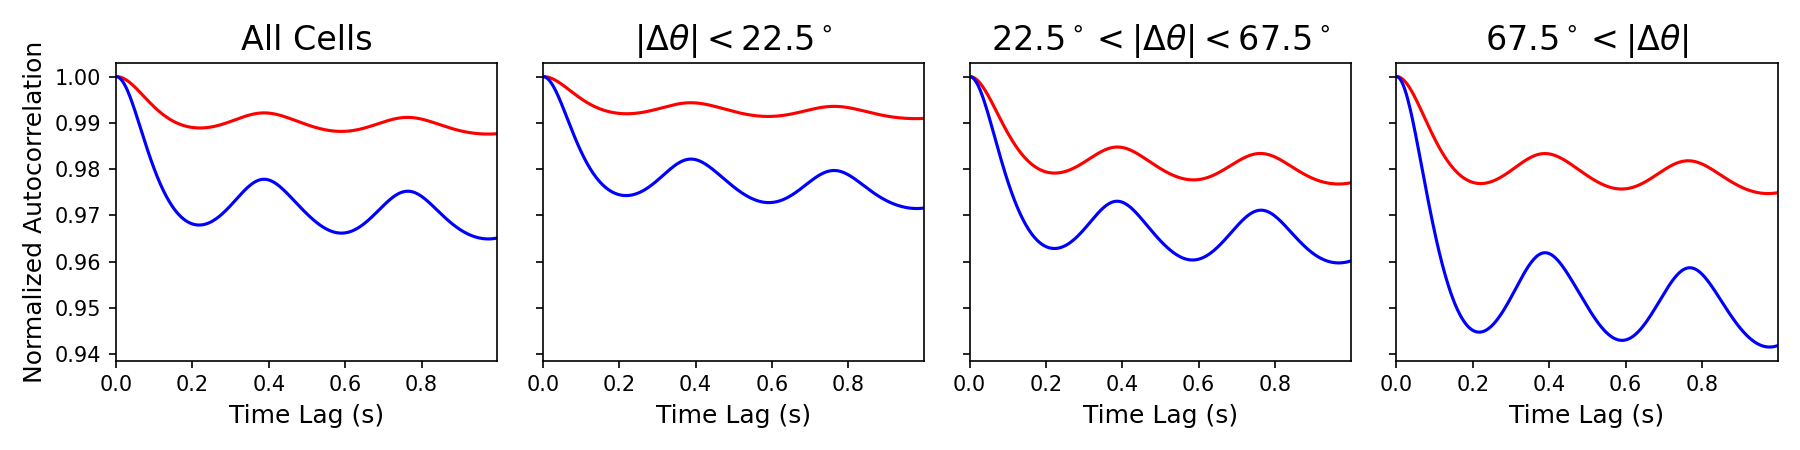 All Cells
|Δθ| < 22.5°
22.5° < |Δθ| < 67.5°
67.5° < |Δθ|
Normalized Autocorrelation
1.00
0.99
0.98
0.97
0.96
0.95
0.94
0.0 0.2 0.4 0.6 0.8
0.0 0.2 0.4 0.6 0.8
0.0 0.2 0.4 0.6 0.8
0.0 0.2 0.4 0.6 0.8
Time Lag (s)
Time Lag (s)
Time Lag (s)
Time Lag (s)